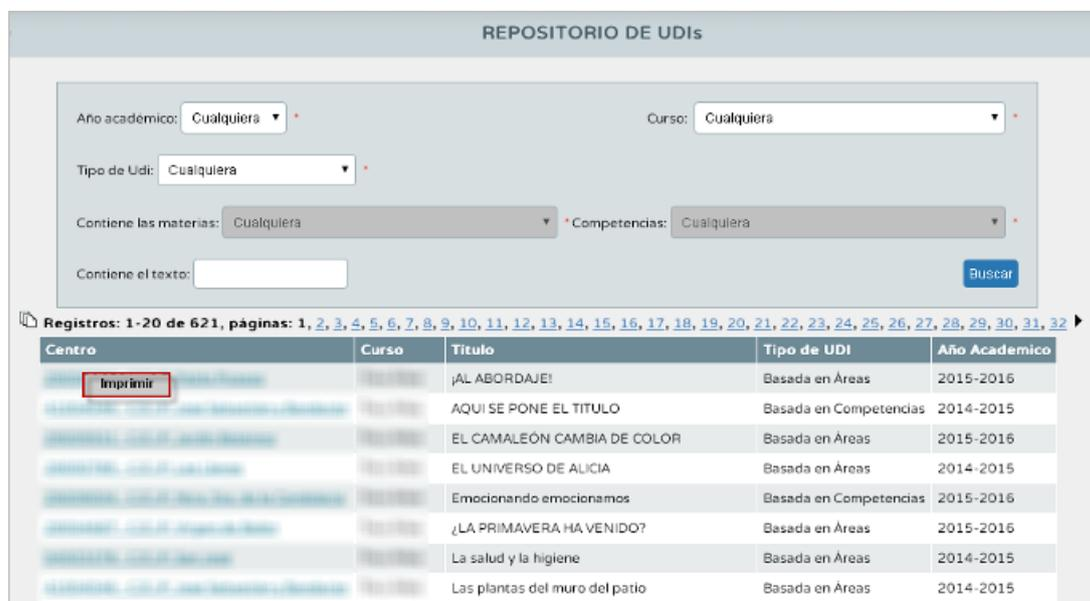 REPOSITORIO DE UDIs
Año académico: Cualquiera * Curso: Cualquiera *
Tipo de Udi: Cualquiera *
Contiene las materias: Cualquiera * Competencias: Cualquiera *
Contiene el texto: Buscar
Registros: 1-20 de 621, páginas: 1, 2, 3, 4, 5, 6, 7, 8, 9, 10, 11, 12, 13, 14, 15, 16, 17, 18, 19, 20, 21, 22, 23, 24, 25, 26, 27, 28, 29, 30, 31, 32
Centro Curso Título Tipo de UDI Año Academico
Imprimir ¡AL ABORDAJE! Basada en Áreas 2015-2016
AQUI SE PONE EL TITULO Basada en Competencias 2014-2015
EL CAMALEÓN CAMBIA DE COLOR Basada en Áreas 2015-2016
EL UNIVERSO DE ALICIA Basada en Áreas 2014-2015
Emocionando emocionamos Basada en Competencias 2015-2016
¿LA PRIMAVERA HA VENIDO? Basada en Áreas 2015-2016
La salud y la higiene Basada en Áreas 2014-2015
Las plantas del muro del patio Basada en Áreas 2014-2015